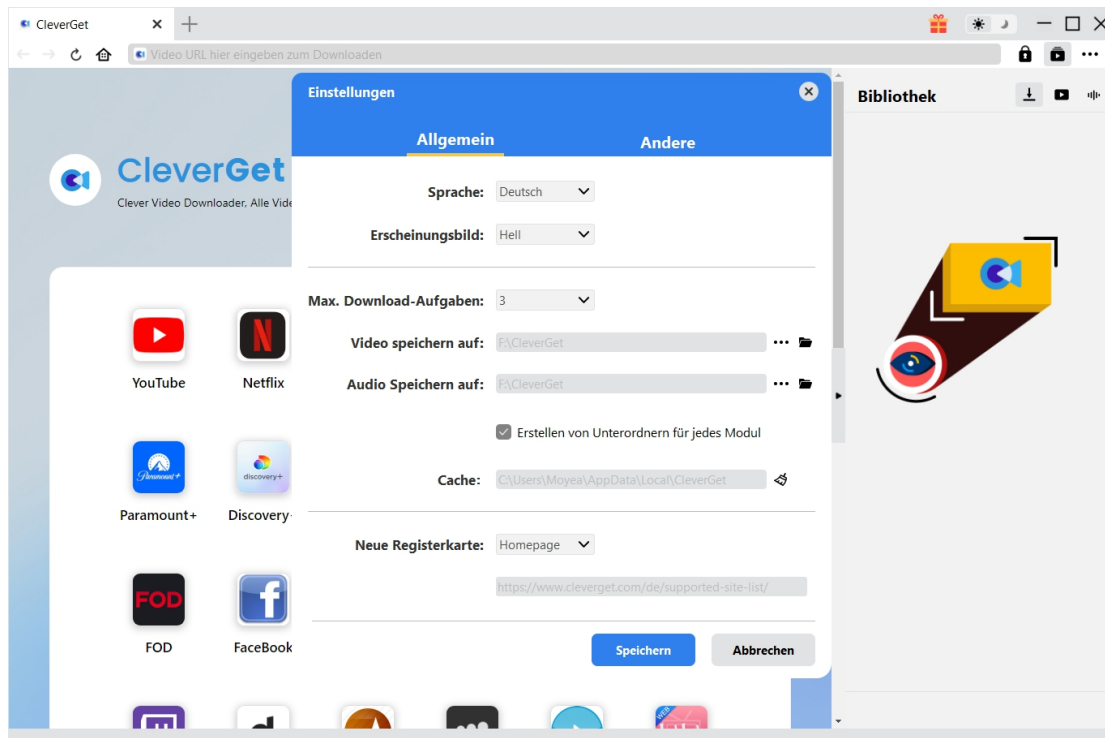 CleverGet
Video URL hier eingeben zum Downloaden
Einstellungen
Allgemein
Andere
Bibliothek
CleverGet
Clever Video Downloader, Alle Vide
Sprache: Deutsch
Erscheinungsbild: Hell
Max. Download-Aufgaben: 3
Video speichern auf: F:\CleverGet
Audio Speichern auf: F:\CleverGet
Erstellen von Unterordnern für jedes Modul
Cache: C:\Users\Moyea\AppData\Local\CleverGet
Neue Registerkarte: Homepage
https://www.cleverget.com/de/supported-site-list/
Speichern
Abbrechen
N
YouTube
Netflix
Paramount+
discovery+
Paramount+
Discovery
FOD
f
FOD
FaceBook
WEB